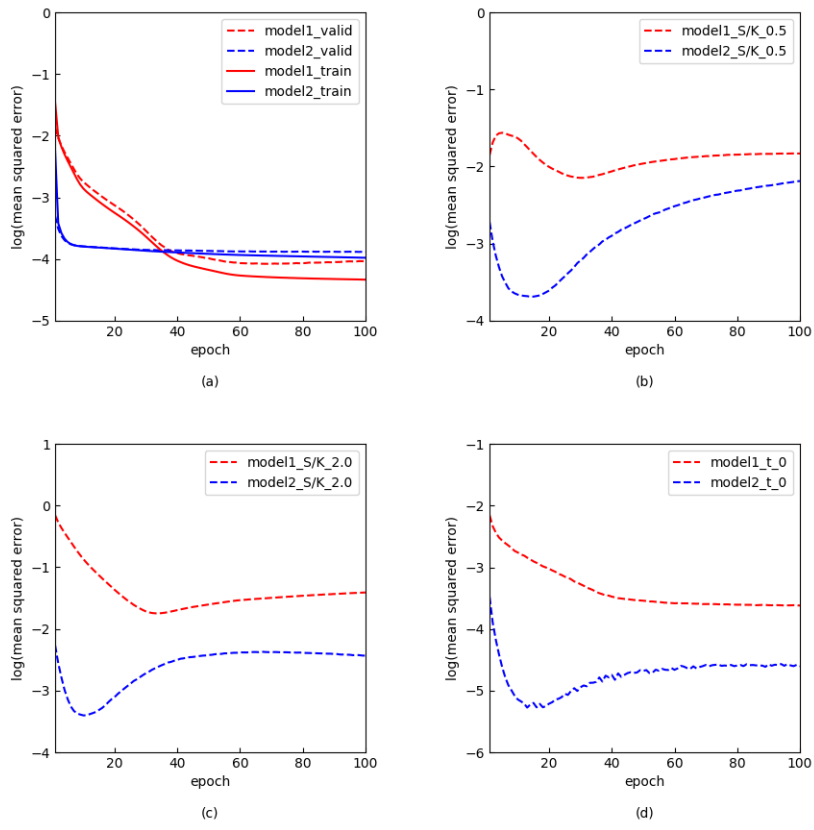 0
−1
−2
−3
−4
−5
log(mean squared error)
20 40 60 80 100
epoch
model1_valid
model2_valid
model1_train
model2_train
(a)
0
−1
−2
−3
−4
log(mean squared error)
20 40 60 80 100
epoch
model1_S/K_0.5
model2_S/K_0.5
(b)
1
0
−1
−2
−3
−4
log(mean squared error)
20 40 60 80 100
epoch
model1_S/K_2.0
model2_S/K_2.0
(c)
−1
−2
−3
−4
−5
−6
log(mean squared error)
20 40 60 80 100
epoch
model1_t_0
model2_t_0
(d)